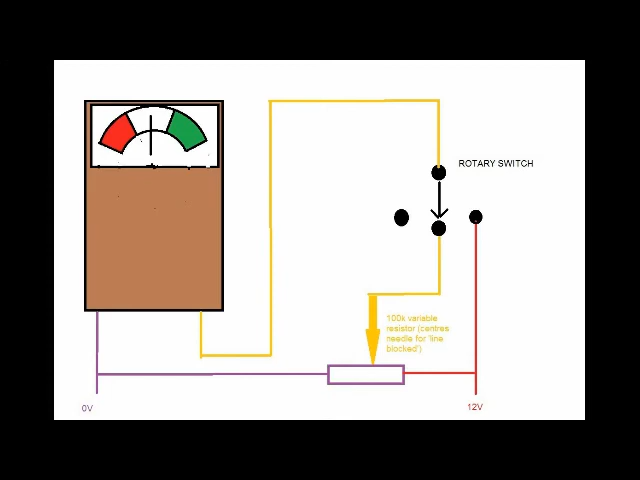 ROTARY SWITCH
100k variable
resistor (centres
needle for 'line
blocked')
0V
12V